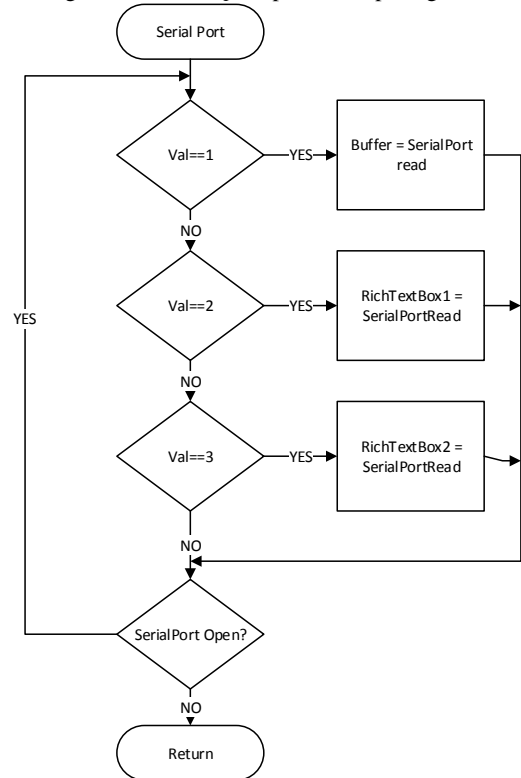 Serial Port
Val==1
YES
Buffer = SerialPort
read
NO
Val==2
YES
RichTextBox1 =
SerialPortRead
YES
NO
Val==3
YES
RichTextBox2 =
SerialPortRead
NO
SerialPort Open?
NO
Return